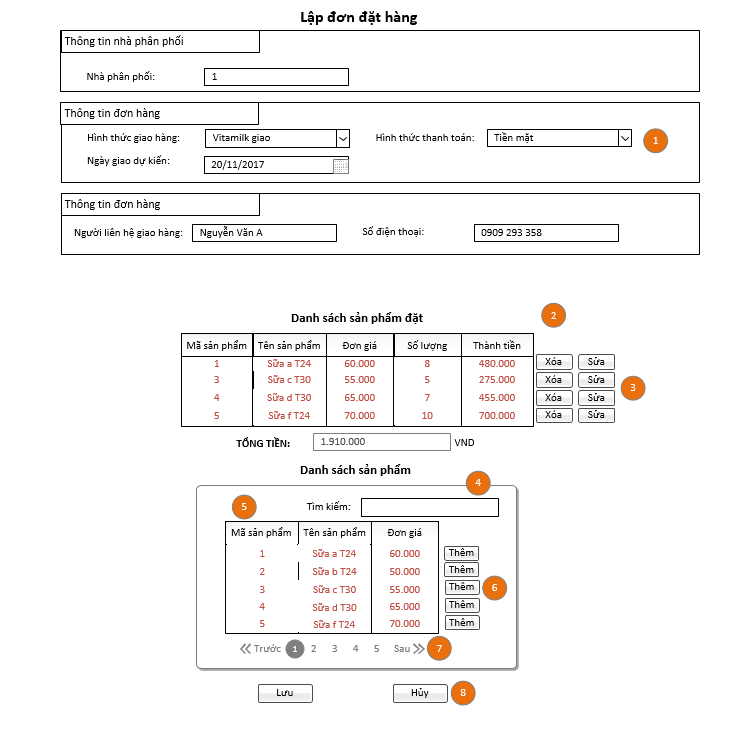 Lập đơn đặt hàng
Thông tin nhà phân phối
Nhà phân phối: 1
Thông tin đơn hàng
Hình thức giao hàng: Vitamilk giao Hình thức thanh toán: Tiền mặt 1
Ngày giao dự kiến: 20/11/2017
Thông tin đơn hàng
Người liên hệ giao hàng: Nguyễn Văn A Số điện thoại: 0909 293 358
Danh sách sản phẩm đặt 2
Mã sản phẩm Tên sản phẩm Đơn giá Số lượng Thành tiền
1 Sữa a T24 60.000 8 480.000 Xóa Sửa
3 Sữa c T30 55.000 5 275.000 Xóa Sửa 3
4 Sữa d T30 65.000 7 455.000 Xóa Sửa
5 Sữa f T24 70.000 10 700.000 Xóa Sửa
TỔNG TIỀN: 1.910.000 VND
Danh sách sản phẩm
4
5 Tìm kiếm:
Mã sản phẩm Tên sản phẩm Đơn giá
1 Sữa a T24 60.000 Thêm
2 Sữa b T24 50.000 Thêm
3 Sữa c T30 55.000 Thêm 6
4 Sữa d T30 65.000 Thêm
5 Sữa f T24 70.000 Thêm
Trước 1 2 3 4 5 Sau 7
Lưu Hủy 8